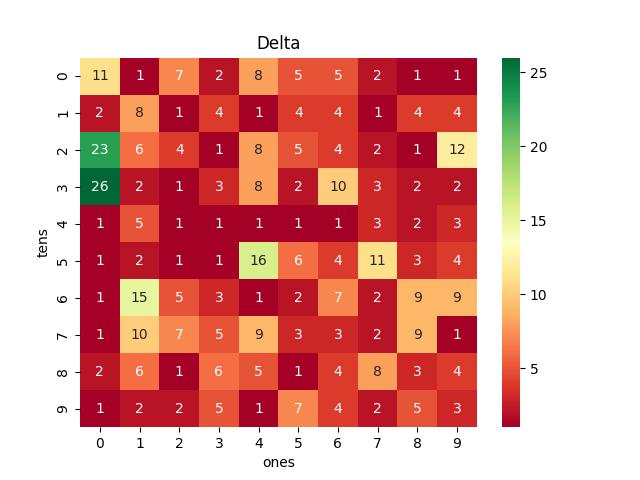 Delta
0 11 1 7 2 8 5 5 2 1 1 25
1 2 8 1 4 1 4 4 1 4 4
2 23 6 4 1 8 5 4 2 1 12 20
3 26 2 1 3 8 2 10 3 2 2
4 1 5 1 1 1 1 1 3 2 3 15
tens
5 1 2 1 1 16 6 4 11 3 4
6 1 15 5 3 1 2 7 2 9 9 10
7 1 10 7 5 9 3 3 2 9 1
8 2 6 1 6 5 1 4 8 3 4 5
9 1 2 2 5 1 7 4 2 5 3
0 1 2 3 4 5 6 7 8 9
ones